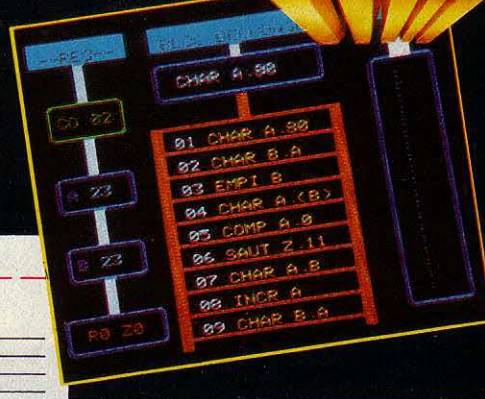 --REG--
CO 02
A 23
B 23
R0 Z0
CHAR A.80
01 CHAR A.80
02 CHAR B.A
03 EMPI B
04 CHAR A.(B)
05 COMP A.0
06 SAUT Z.11
07 CHAR A.B
08 INCR A
09 CHAR B.A